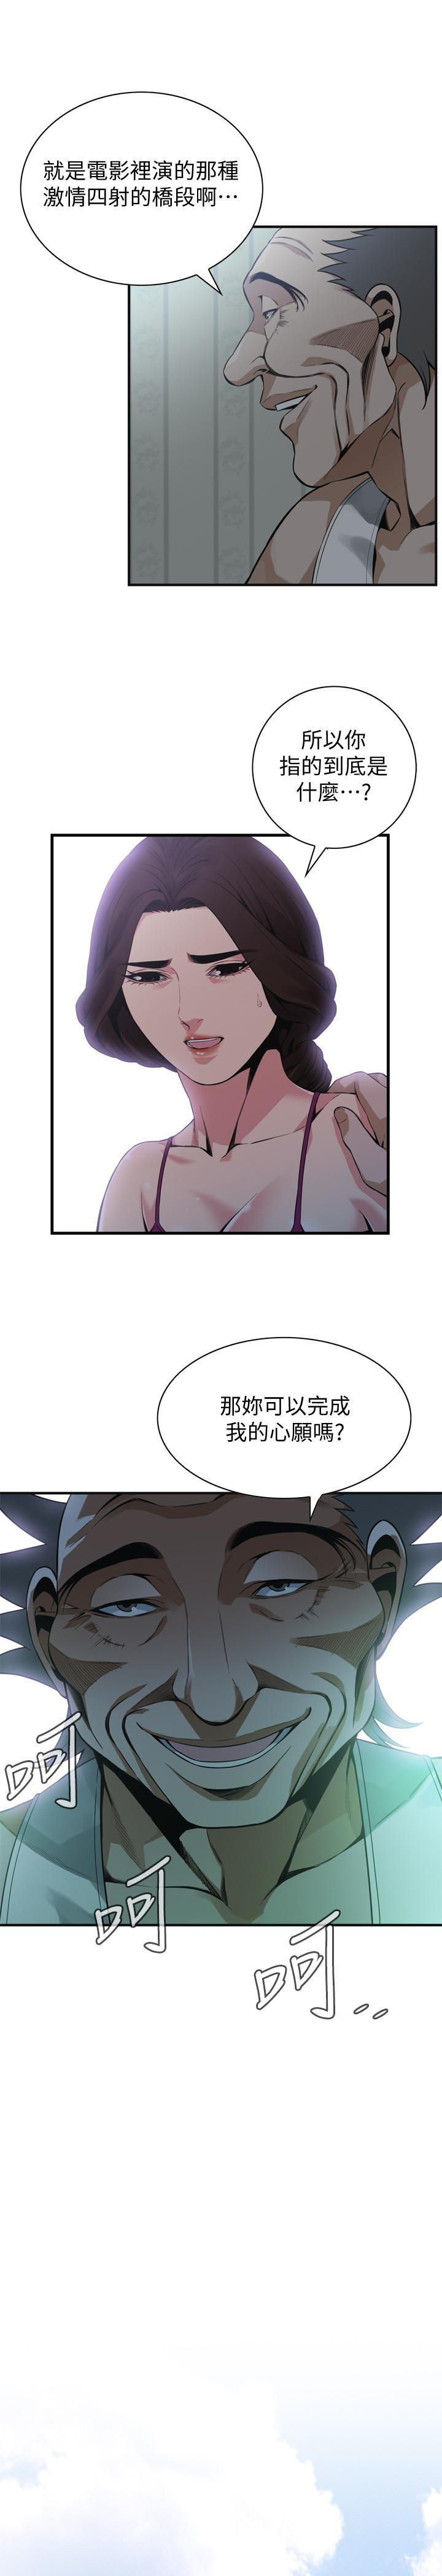 就是電影裡演的那種
激情四射的橋段啊⋯
所以你
指的到底是
什麼⋯?
那妳可以完成
我的心願嗎?
呵
呵
呵..